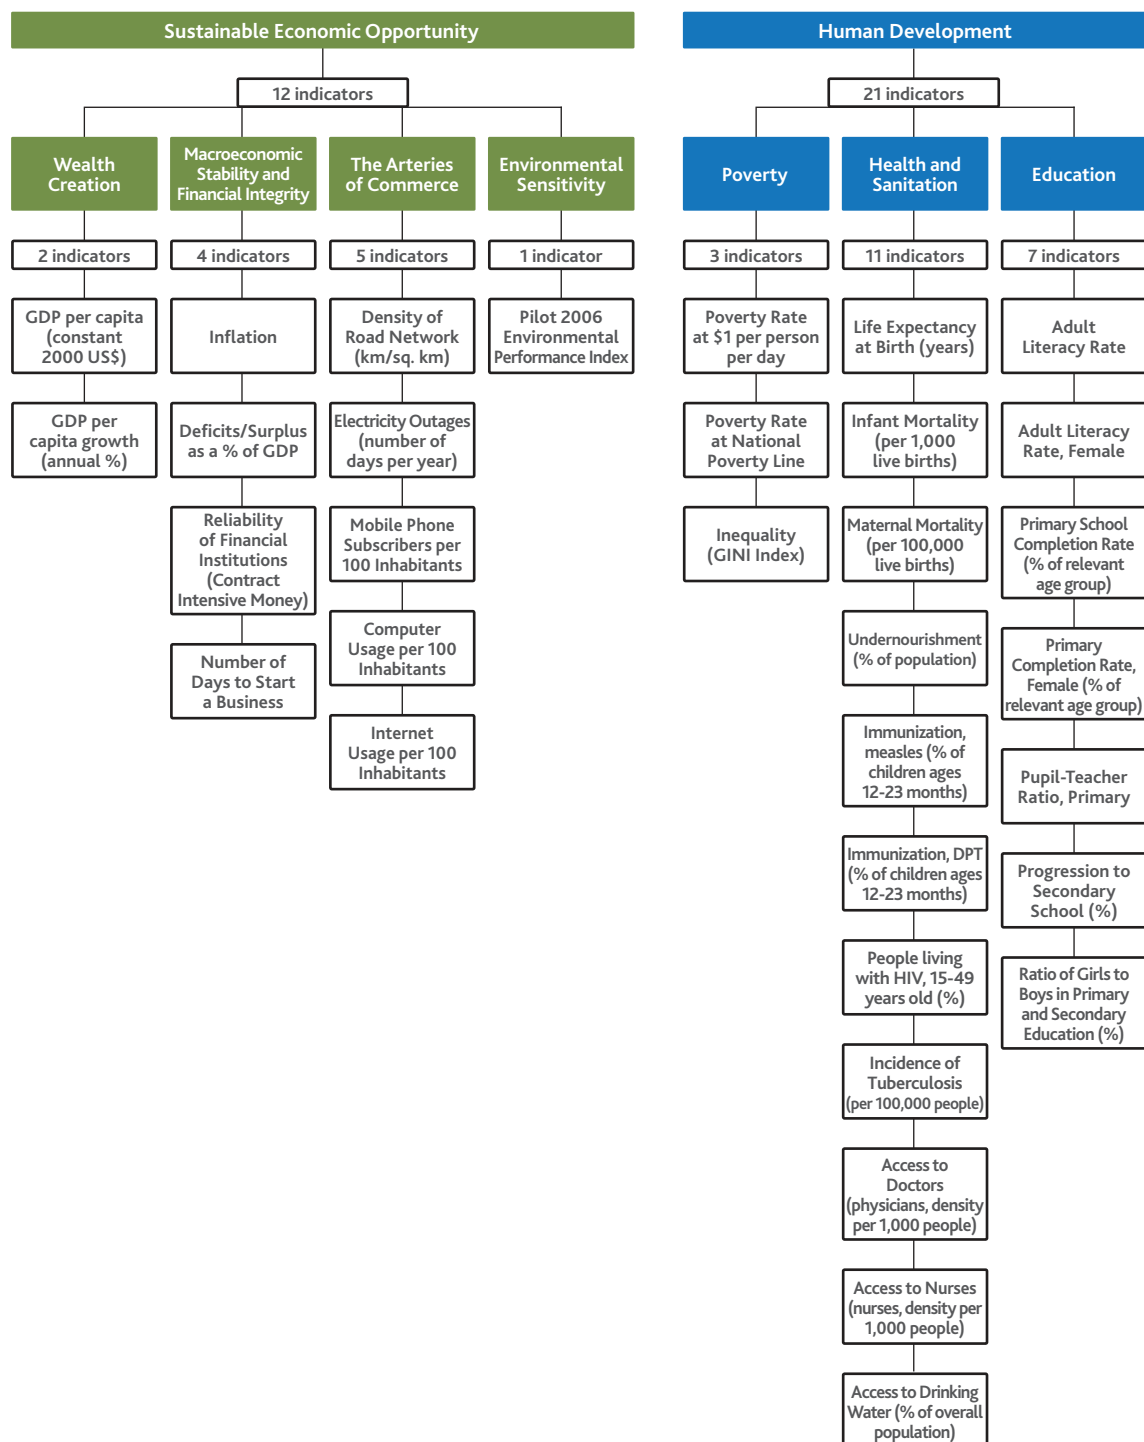 Sustainable Economic Opportunity
12 indicators
Wealth
Creation
2 indicators
GDP per capita
(constant
2000 US$)
GDP per
capita growth
(annual %)
Macroeconomic
Stability and
Financial Integrity
4 indicators
Inflation
Deficits/Surplus
as a % of GDP
Reliability
of Financial
Institutions
(Contract
Intensive Money)
Number of
Days to Start
a Business
The Arteries
of Commerce
5 indicators
Density of
Road Network
(km/sq. km)
Electricity Outages
(number of
days per year)
Mobile Phone
Subscribers per
100 Inhabitants
Computer
Usage per 100
Inhabitants
Internet
Usage per 100
Inhabitants
Environmental
Sensitivity
1 indicator
Pilot 2006
Environmental
Performance Index
Human Development
21 indicators
Poverty
3 indicators
Poverty Rate
at $1 per person
per day
Poverty Rate
at National
Poverty Line
Inequality
(GINI Index)
Health and
Sanitation
11 indicators
Life Expectancy
at Birth (years)
Infant Mortality
(per 1,000
live births)
Maternal Mortality
(per 100,000
live births)
Undernourishment
(% of population)
Immunization,
measles (% of
children ages
12-23 months)
Immunization, DPT
(% of children ages
12-23 months)
People living
with HIV, 15-49
years old (%)
Incidence of
Tuberculosis
(per 100,000 people)
Access to
Doctors
(physicians, density
per 1,000 people)
Access to Nurses
(nurses, density per
1,000 people)
Access to Drinking
Water (% of overall
population)
Education
7 indicators
Adult
Literacy Rate
Adult Literacy
Rate, Female
Primary School
Completion Rate
(% of relevant
age group)
Primary
Completion Rate,
Female (% of
relevant age group)
Pupil-Teacher
Ratio, Primary
Progression to
Secondary
School (%)
Ratio of Girls to
Boys in Primary
and Secondary
Education (%)